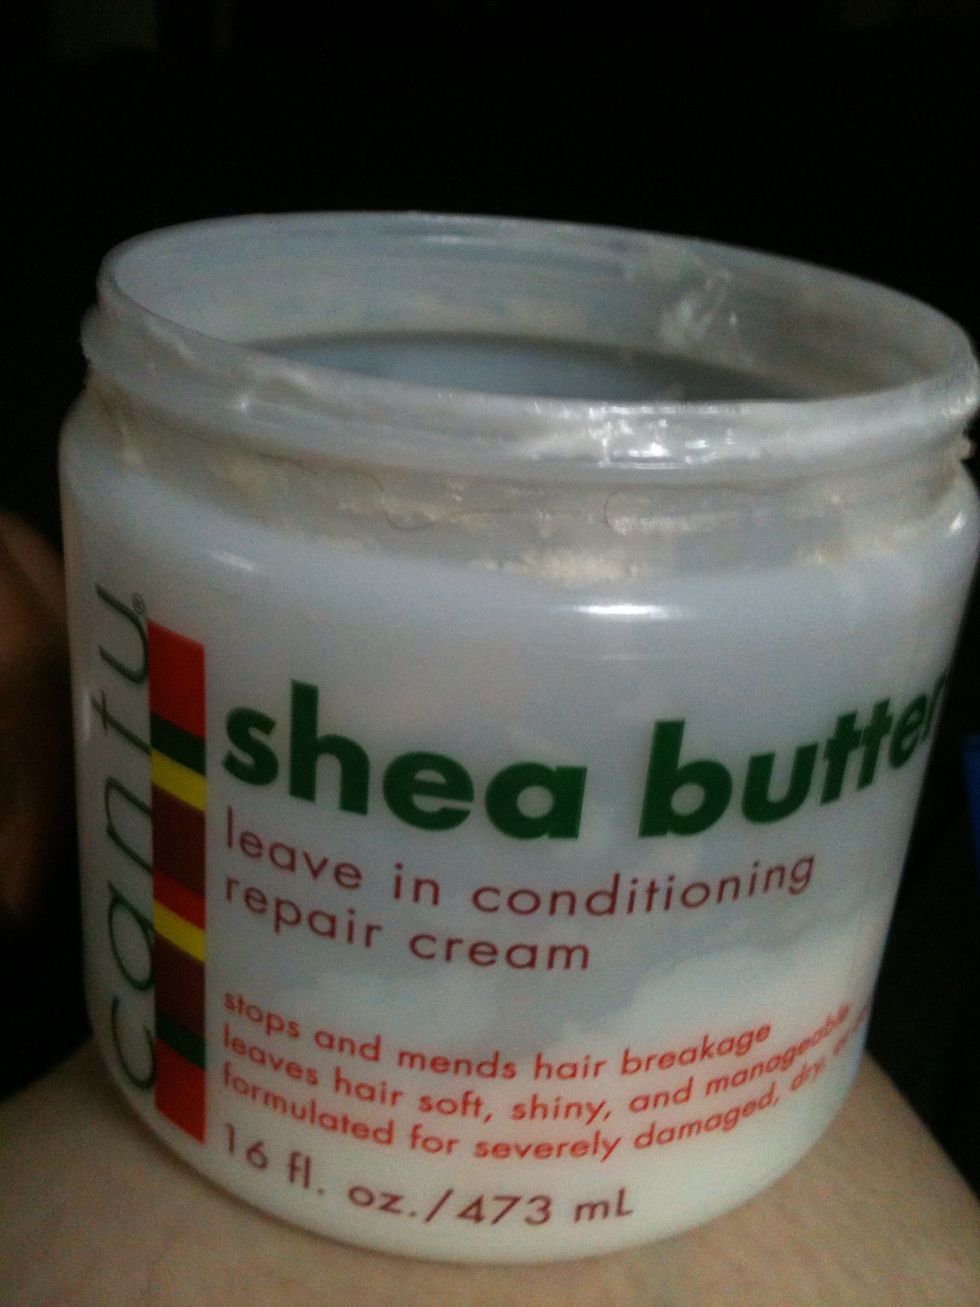 cantu®
shea butter
leave in conditioning
repair cream
stops and mends hair breakage
leaves hair soft, shiny, and manageable
formulated for severely damaged, dry,
16 fl. oz./473 mL